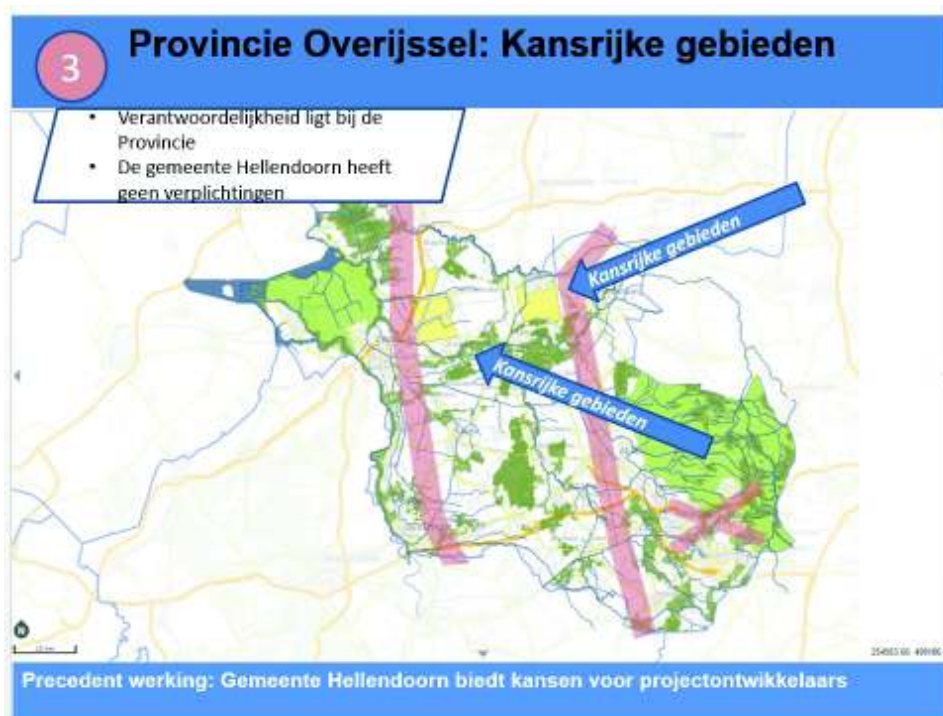 3
Provincie Overijssel: Kansrijke gebieden
• Verantwoordelijkheid ligt bij de
Provincie
• De gemeente Hellendoorn heeft
geen verplichtingen
Kansrijke gebieden
Kansrijke gebieden
N
Precedent werking: Gemeente Hellendoorn biedt kansen voor projectontwikkelaars